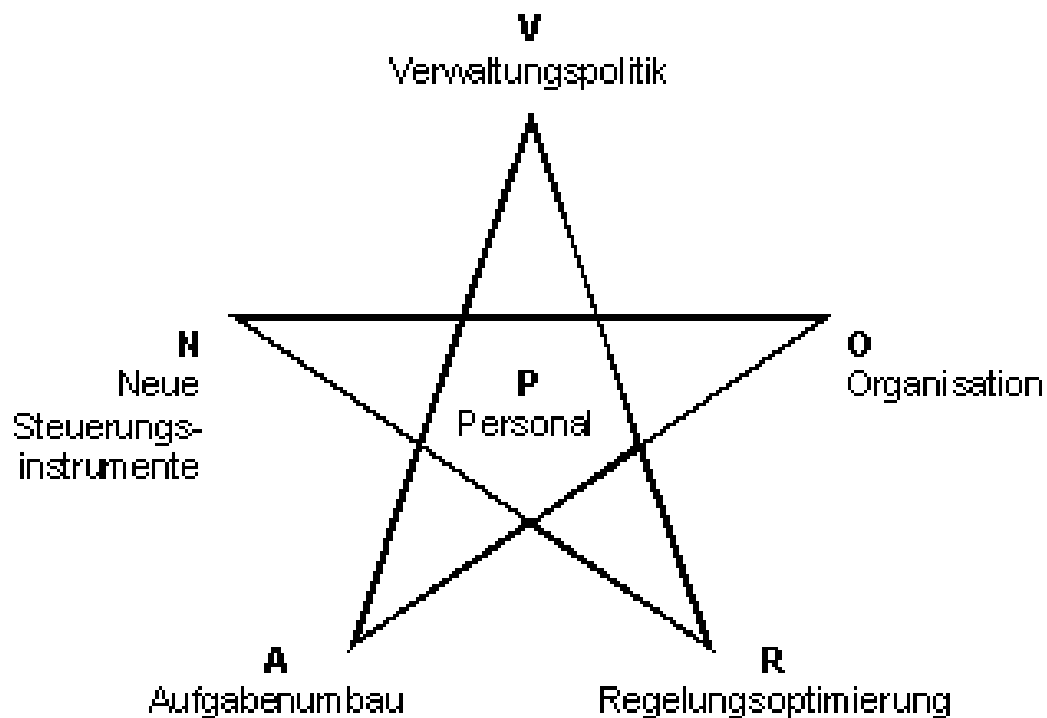 V
Verwaltungspolitik
N
Neue
Steuerungs-
instrumente
P
Personal
O
Organisation
A
Aufgabenumbau
R
Regelungsoptimierung